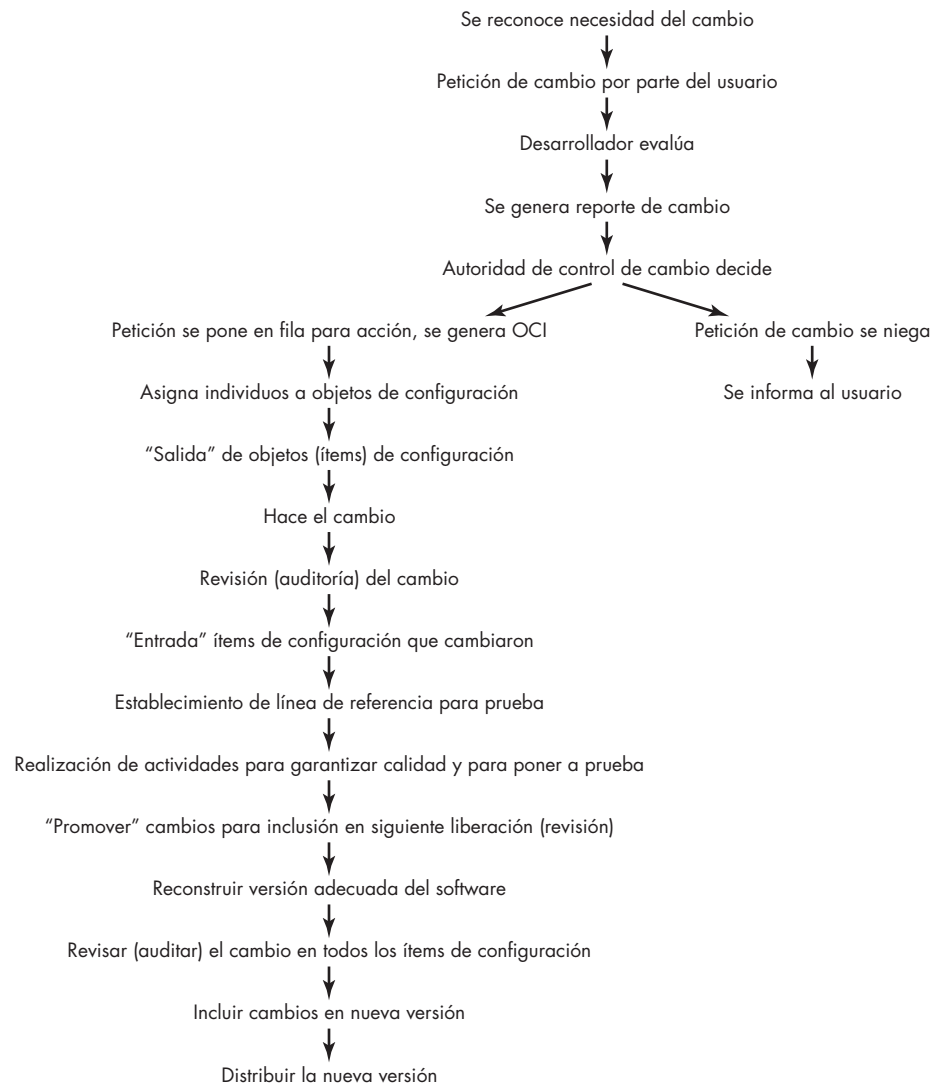 Se reconoce necesidad del cambio
Petición de cambio por parte del usuario
Desarrollador evalúa
Se genera reporte de cambio
Autoridad de control de cambio decide
Petición se pone en fila para acción, se genera OCI
Petición de cambio se niega
Asigna individuos a objetos de configuración
Se informa al usuario
“Salida” de objetos (ítems) de configuración
Hace el cambio
Revisión (auditoría) del cambio
“Entrada” ítems de configuración que cambiaron
Establecimiento de línea de referencia para prueba
Realización de actividades para garantizar calidad y para poner a prueba
“Promover” cambios para inclusión en siguiente liberación (revisión)
Reconstruir versión adecuada del software
Revisar (auditar) el cambio en todos los ítems de configuración
Incluir cambios en nueva versión
Distribuir la nueva versión